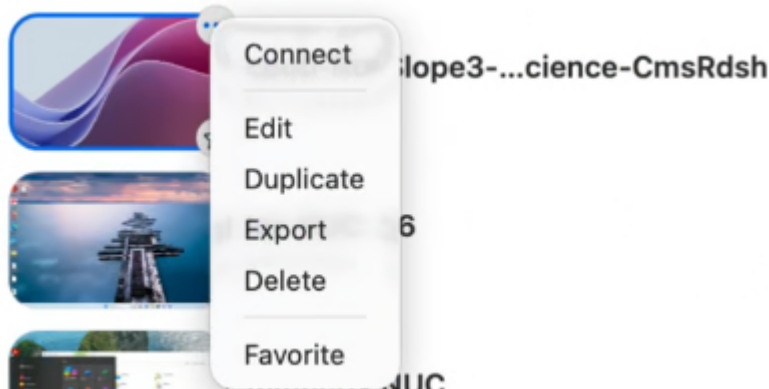 Connect
lope3-...cience-CmsRdsh
Edit
Duplicate
Export
6
Delete
Favorite
NUC